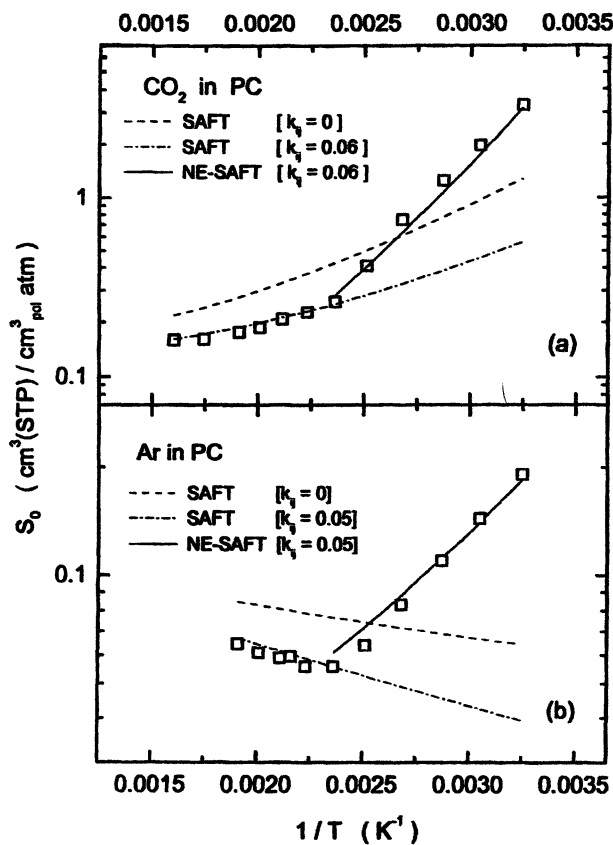 0.0015 0.0020 0.0025 0.0030 0.0035
CO₂ in PC
SAFT [ kᵢⱼ = 0 ]
SAFT [ kᵢⱼ = 0.06 ]
NE-SAFT [ kᵢⱼ = 0.06 ]
1
0.1
(a)
S₀ ( cm³(STP) / cm³pol atm )
Ar in PC
SAFT [kᵢⱼ = 0]
SAFT [kᵢⱼ = 0.05]
NE-SAFT [kᵢⱼ = 0.05]
0.1
(b)
0.0015 0.0020 0.0025 0.0030 0.0035
1 / T ( K⁻¹ )